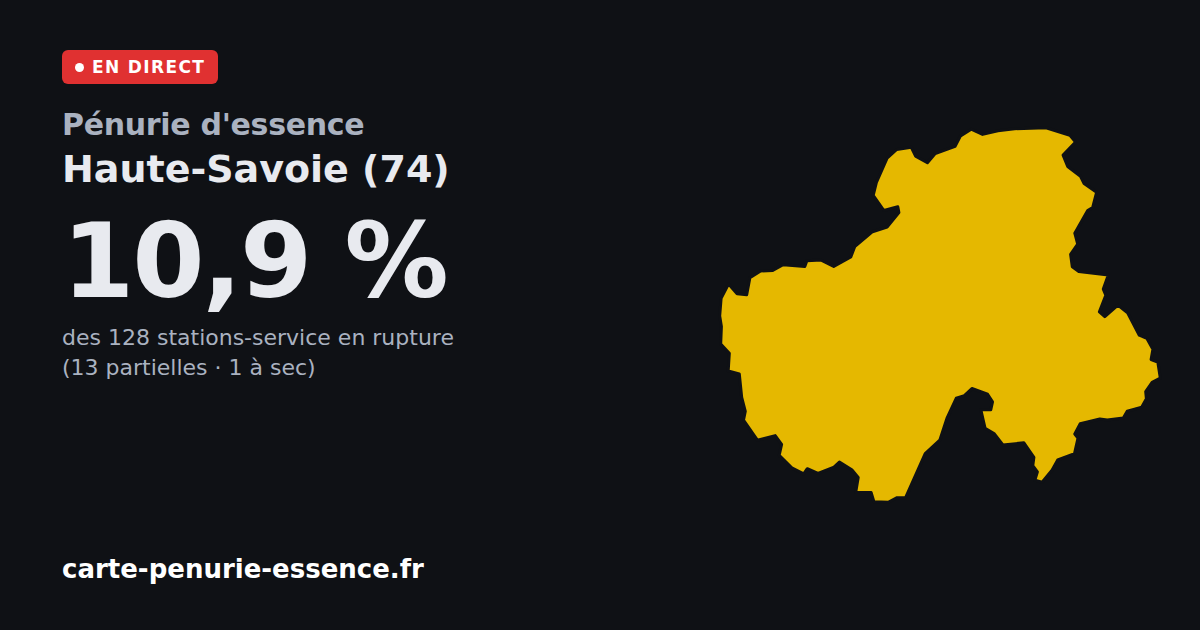 EN DIRECT
Pénurie d'essence
Haute-Savoie (74)
10,9 %
des 128 stations-service en rupture
(13 partielles · 1 à sec)
carte-penurie-essence.fr